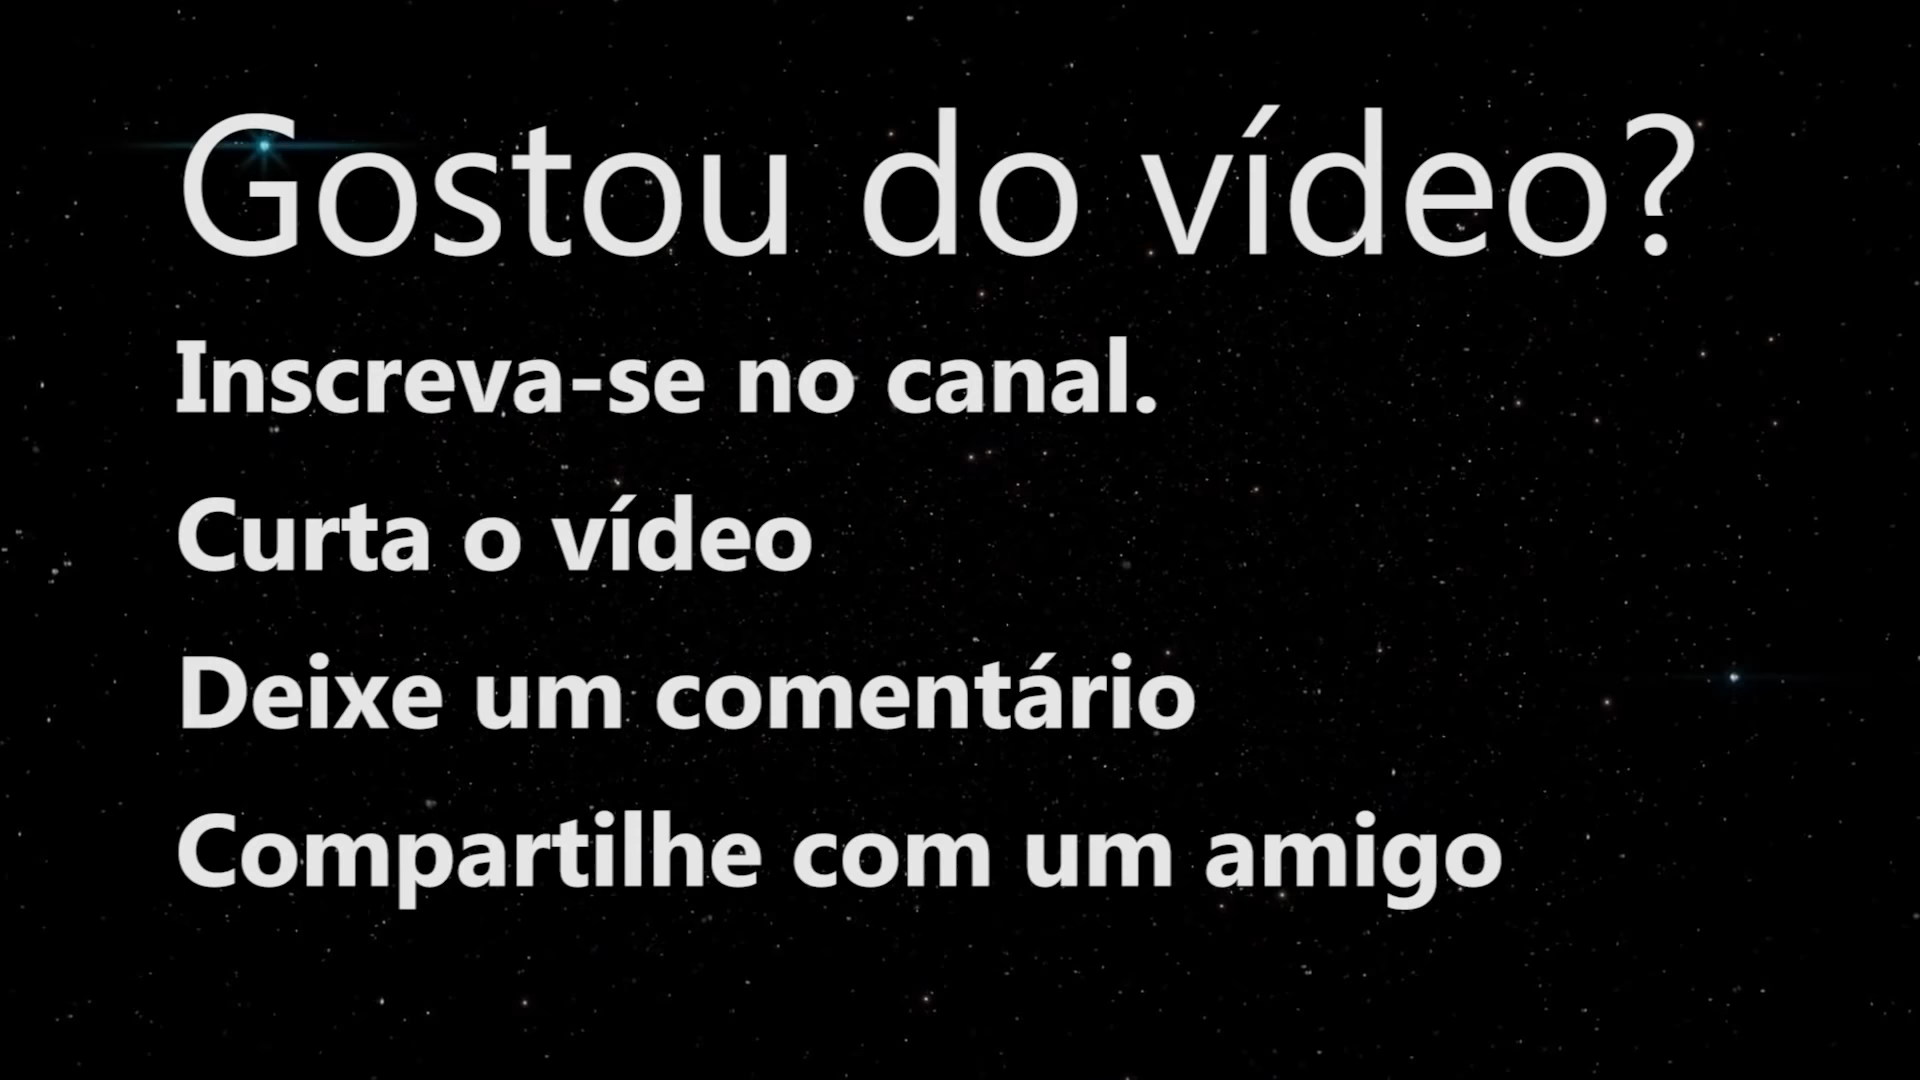 Gostou do vídeo?
Inscreva-se no canal.
Curta o vídeo
Deixe um comentário
Compartilhe com um amigo